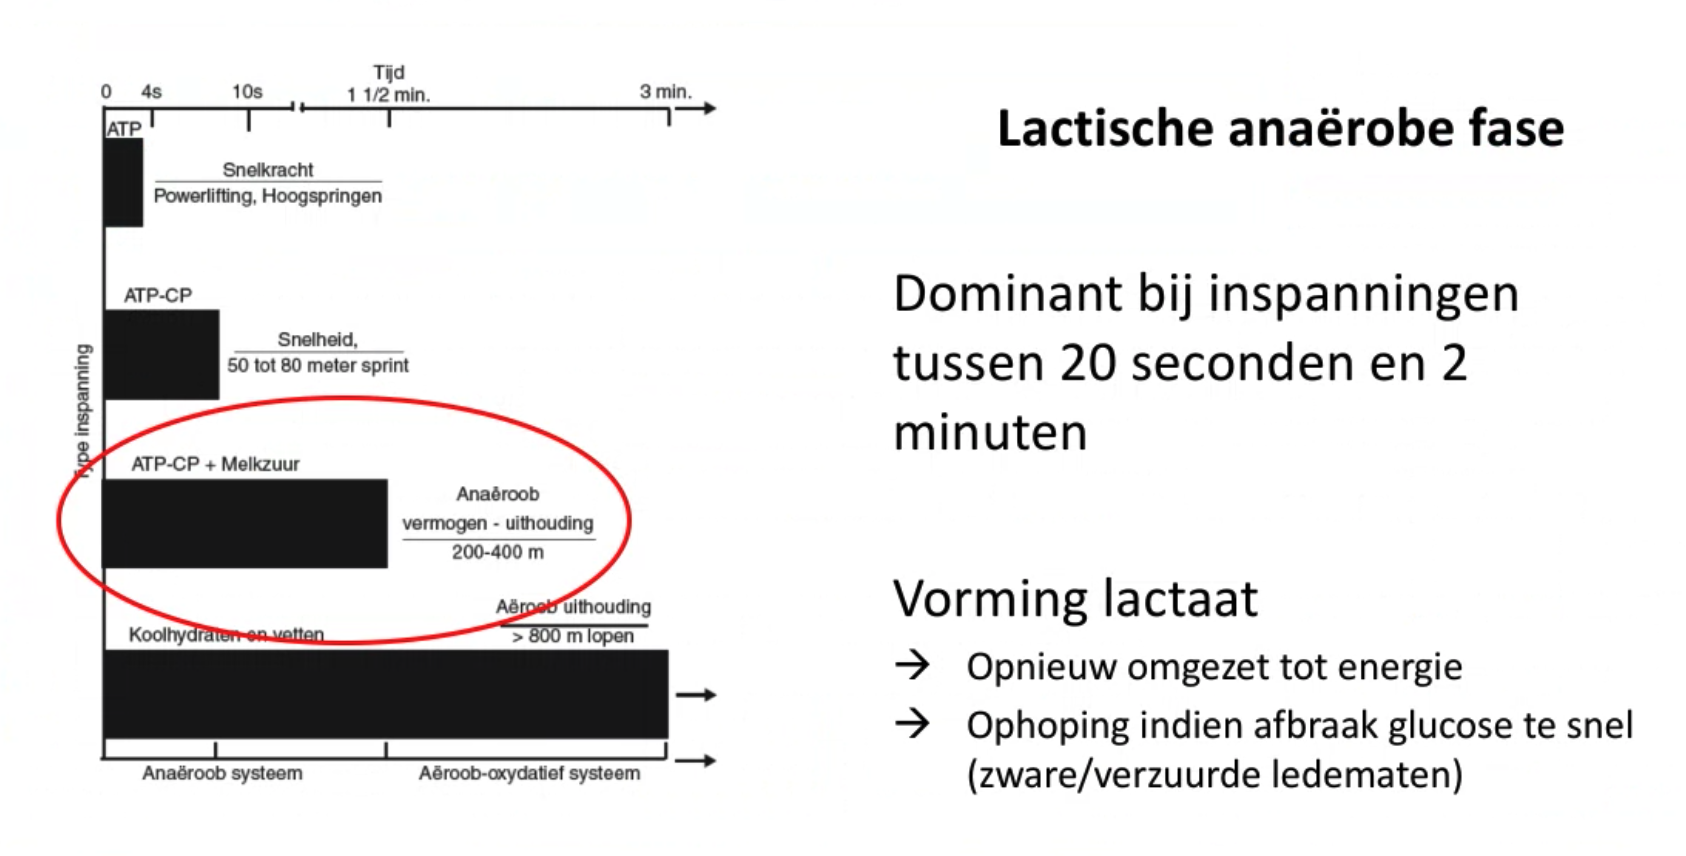 Tijd
0 4s 10s 1 1/2 min. 3 min.
ATP
Snelkracht
Powerlifting, Hoogspringen
ATP-CP
Snelheid,
50 tot 80 meter sprint
Type inspanning
ATP-CP + Melkzuur
Anaëroob
vermogen - uithouding
200-400 m
Aëroob uithouding
> 800 m lopen
Koolhydraten en vetten
Anaëroob systeem
Aëroob-oxydatief systeem
Lactische anaërobe fase
Dominant bij inspanningen
tussen 20 seconden en 2
minuten
Vorming lactaat
→ Opnieuw omgezet tot energie
→ Ophoping indien afbraak glucose te snel
(zware/verzuurde ledematen)